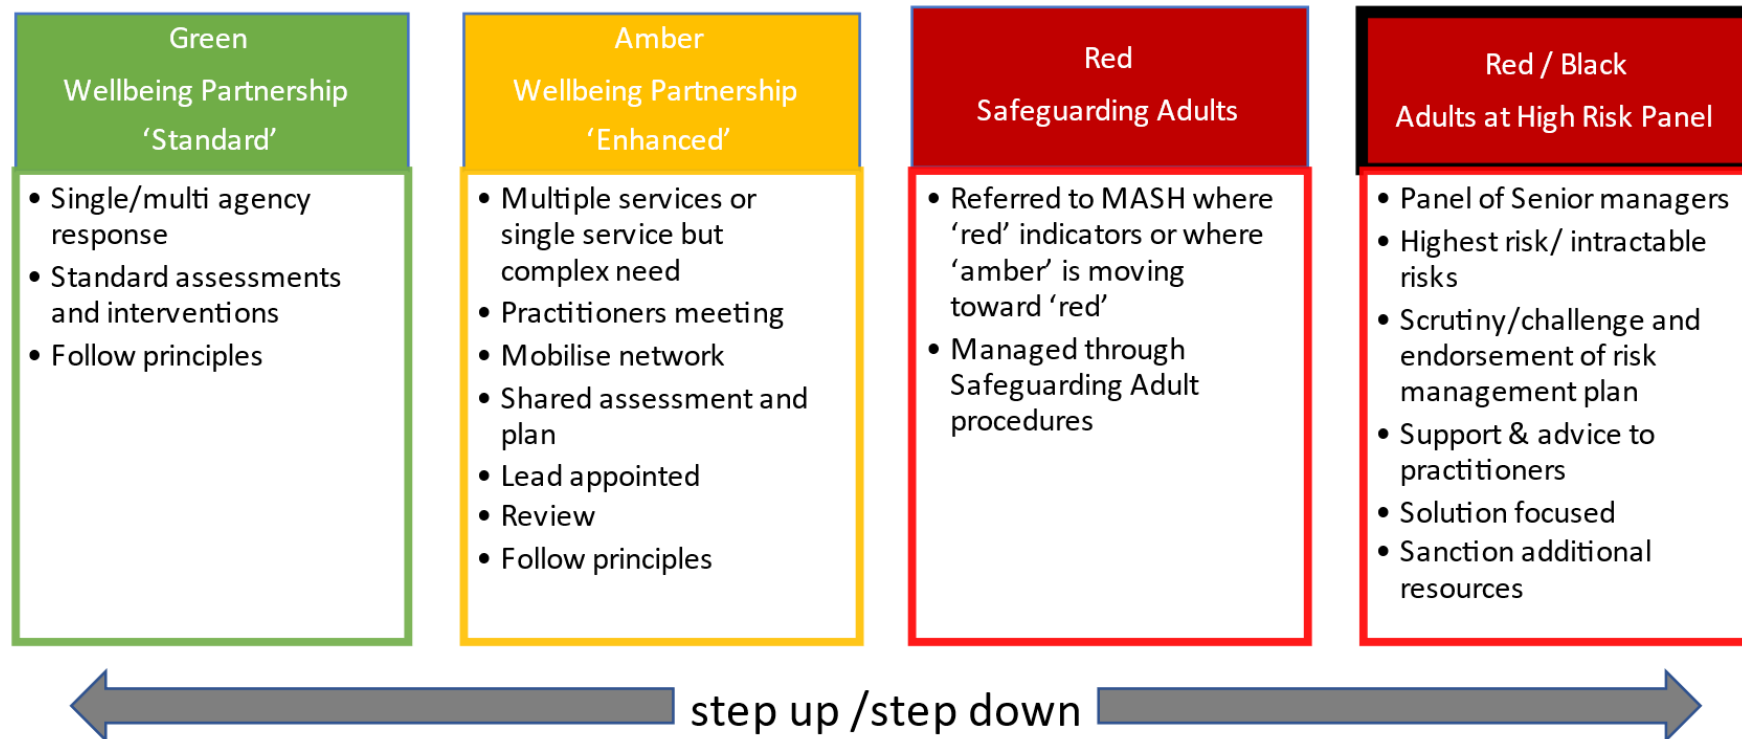 Green
Wellbeing Partnership
‘Standard’
• Single/multi agency
response
• Standard assessments
and interventions
• Follow principles
Amber
Wellbeing Partnership
‘Enhanced’
• Multiple services or
single service but
complex need
• Practitioners meeting
• Mobilise network
• Shared assessment and
plan
• Lead appointed
• Review
• Follow principles
Red
Safeguarding Adults
• Referred to MASH where
‘red’ indicators or where
‘amber’ is moving
toward ‘red’
• Managed through
Safeguarding Adult
procedures
Red / Black
Adults at High Risk Panel
• Panel of Senior managers
• Highest risk/ intractable
risks
• Scrutiny/challenge and
endorsement of risk
management plan
• Support & advice to
practitioners
• Solution focused
• Sanction additional
resources
step up /step down